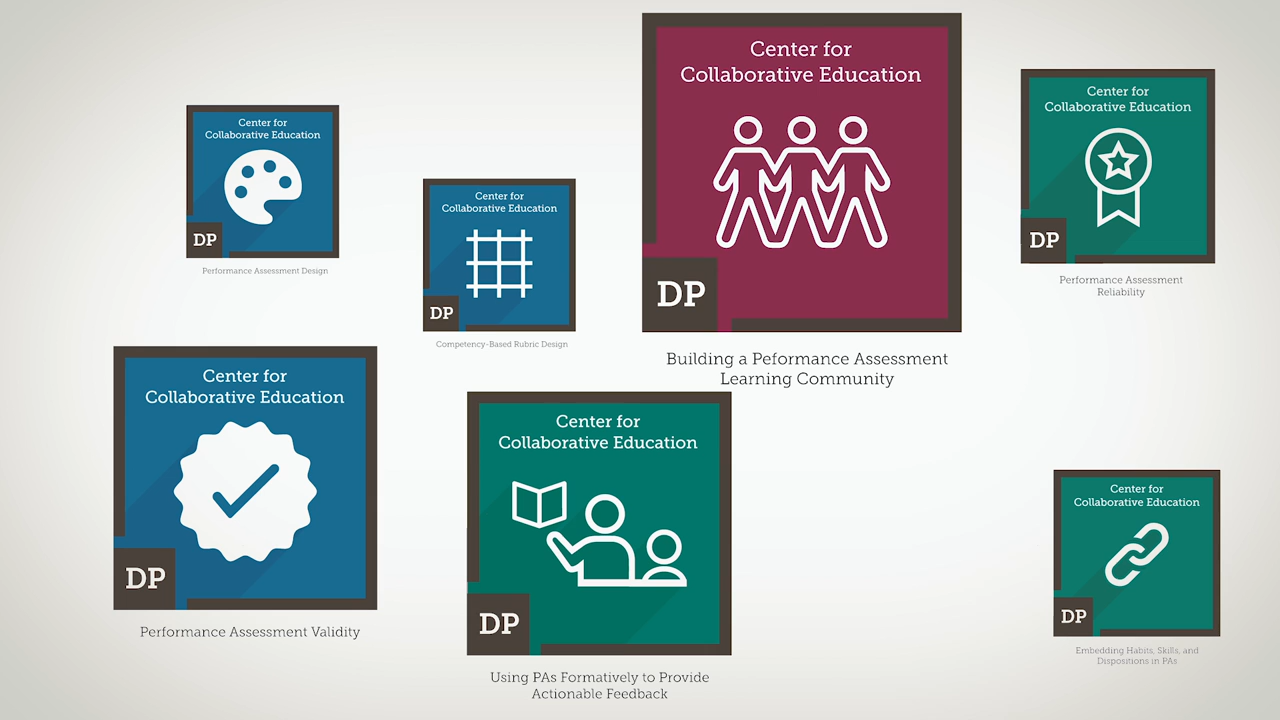 Center for
Collaborative Education
DP
Performance Assessment Design
Center for
Collaborative Education
DP
Competency-Based Rubric Design
Center for
Collaborative Education
DP
Building a Peformance Assessment
Learning Community
Center for
Collaborative Education
DP
Performance Assessment
Reliability
Center for
Collaborative Education
DP
Performance Assessment Validity
Center for
Collaborative Education
DP
Using PAs Formatively to Provide
Actionable Feedback
Center for
Collaborative Education
DP
Embedding Habits, Skills, and
Dispositions in PAs